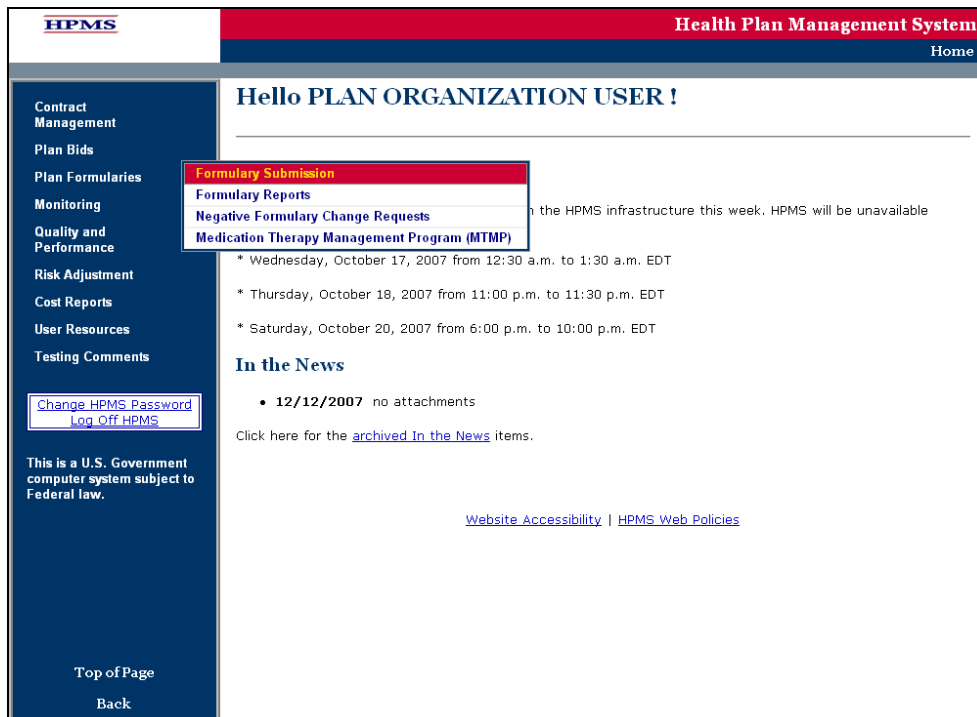 HPMS
Health Plan Management System
Home
Contract
Management
Plan Bids
Plan Formularies
Monitoring
Quality and
Performance
Risk Adjustment
Cost Reports
User Resources
Testing Comments
Change HPMS Password
Log Off HPMS
This is a U.S. Government
computer system subject to
Federal law.
Top of Page
Back
Formulary Submission
Formulary Reports
Negative Formulary Change Requests
Medication Therapy Management Program (MTMP)
Hello PLAN ORGANIZATION USER !
the HPMS infrastructure this week. HPMS will be unavailable
* Wednesday, October 17, 2007 from 12:30 a.m. to 1:30 a.m. EDT
* Thursday, October 18, 2007 from 11:00 p.m. to 11:30 p.m. EDT
* Saturday, October 20, 2007 from 6:00 p.m. to 10:00 p.m. EDT
In the News
• 12/12/2007 no attachments
Click here for the archived In the News items.
Website Accessibility | HPMS Web Policies